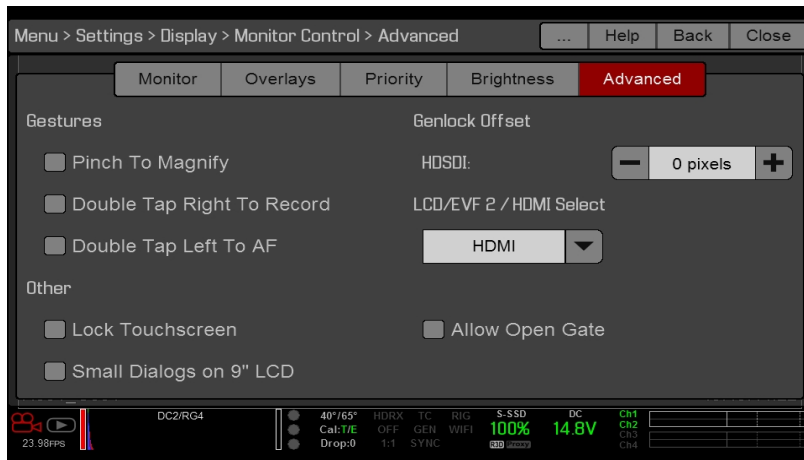 Menu > Settings > Display > Monitor Control > Advanced ... Help Back Close
Monitor Overlays Priority Brightness Advanced
Gestures
Pinch To Magnify
Double Tap Right To Record
Double Tap Left To AF
Other
Lock Touchscreen
Small Dialogs on 9" LCD
Genlock Offset
HDSDI: 0 pixels
LCD/EVF 2 / HDMI Select
HDMI
Allow Open Gate
23.98FPS
DC2/RG4
40°/65° HDRX TC RIG S-SSD DC Ch1
Cal:T/E OFF GEN WIFI 100% 14.8V Ch2
Drop:0 1:1 SYNC R3D Proxy Ch3
Ch4